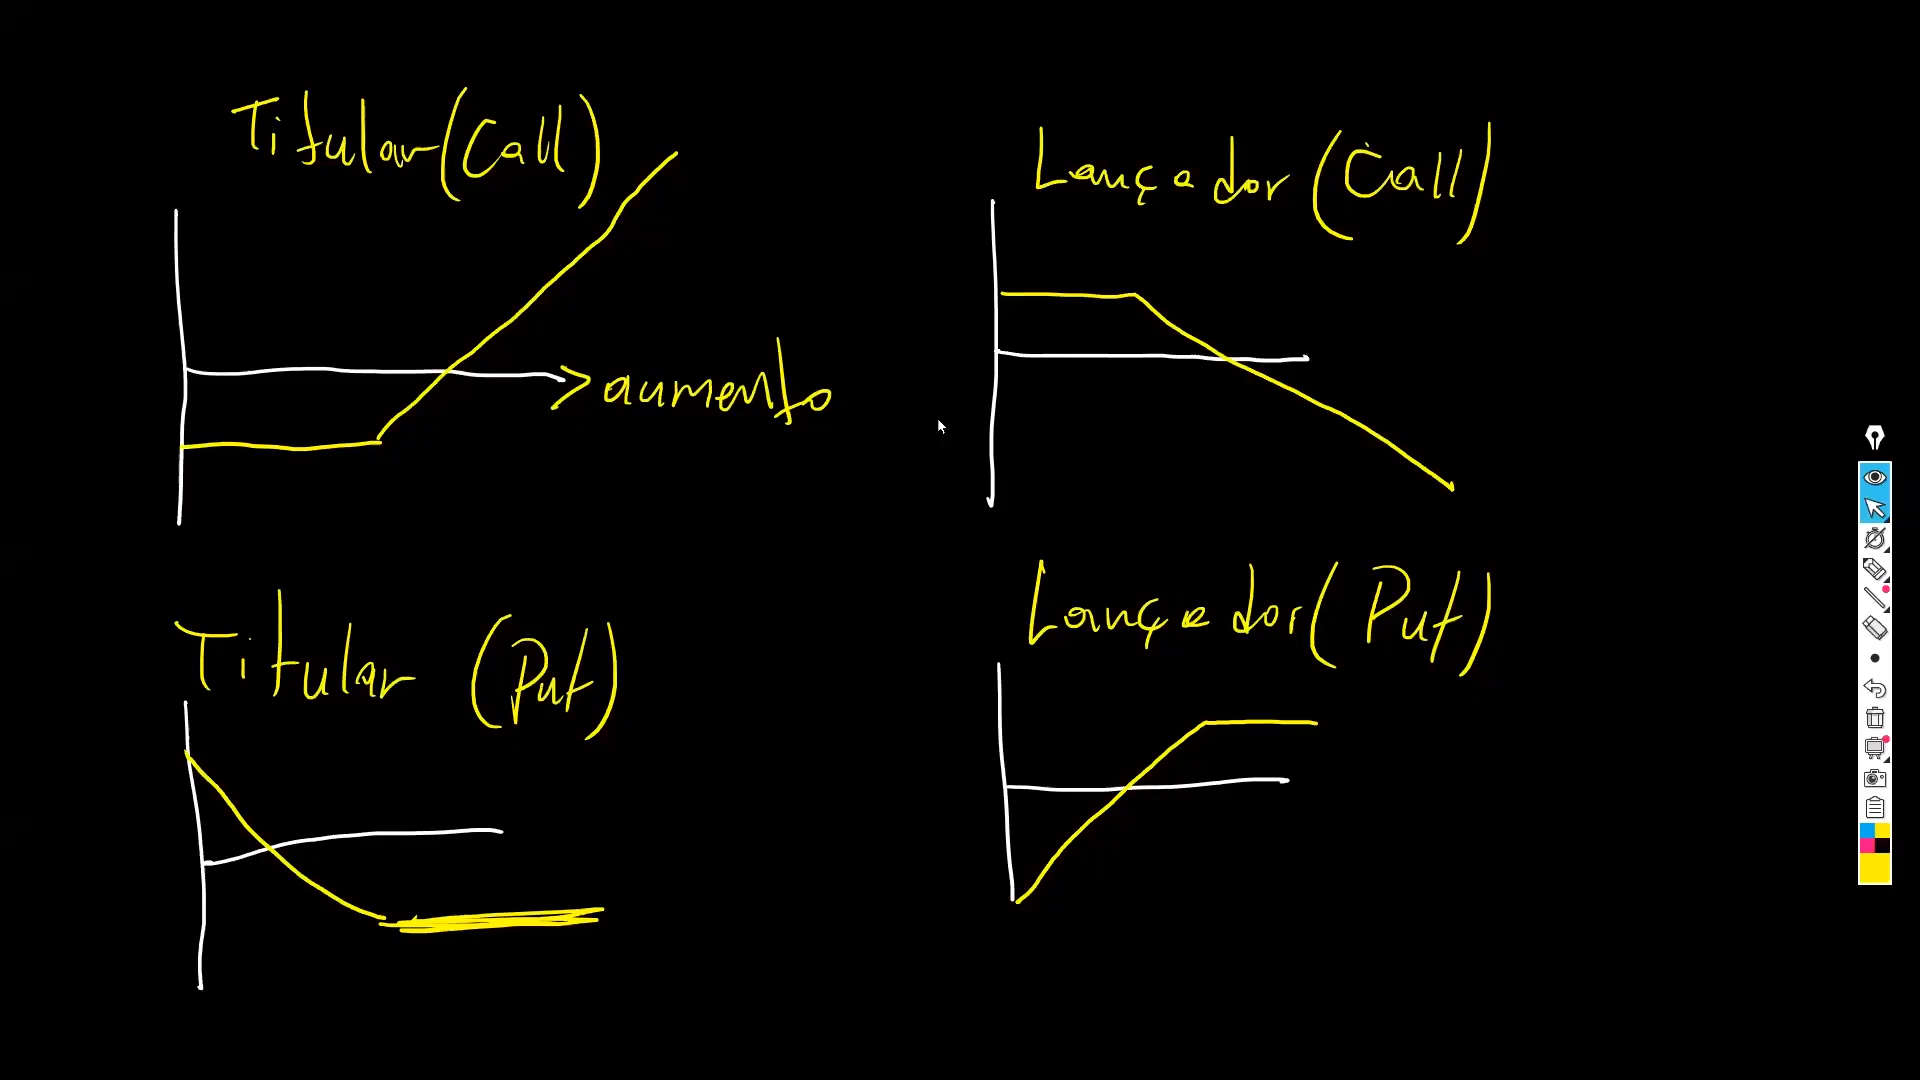 Titular (Call)
Lançador (Call)
> aumento
Titular (Put)
Lançador (Put)